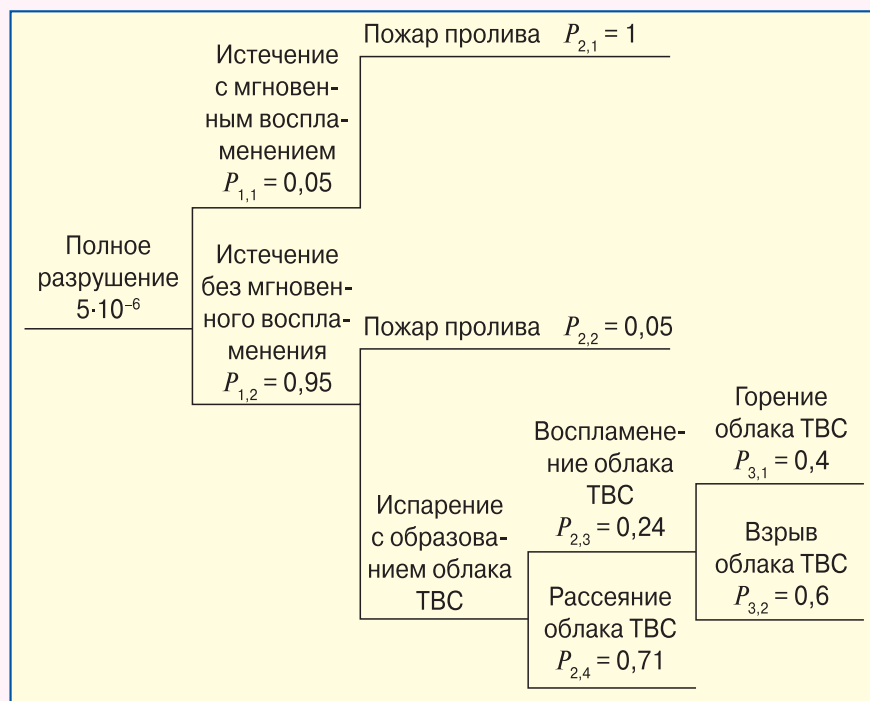 Пожар пролива P2,1 = 1
Истечение
с мгновен-
ным воспла-
менением
P1,1 = 0,05
Полное
разрушение
5·10–6
Истечение
без мгновен-
ного воспла-
менения
P1,2 = 0,95
Пожар пролива P2,2 = 0,05
Испарение
с образова-
нием облака
ТВС
Воспламене-
ние облака
ТВС
P2,3 = 0,24
Рассеяние
облака ТВС
P2,4 = 0,71
Горение
облака ТВС
P3,1 = 0,4
Взрыв
облака ТВС
P3,2 = 0,6